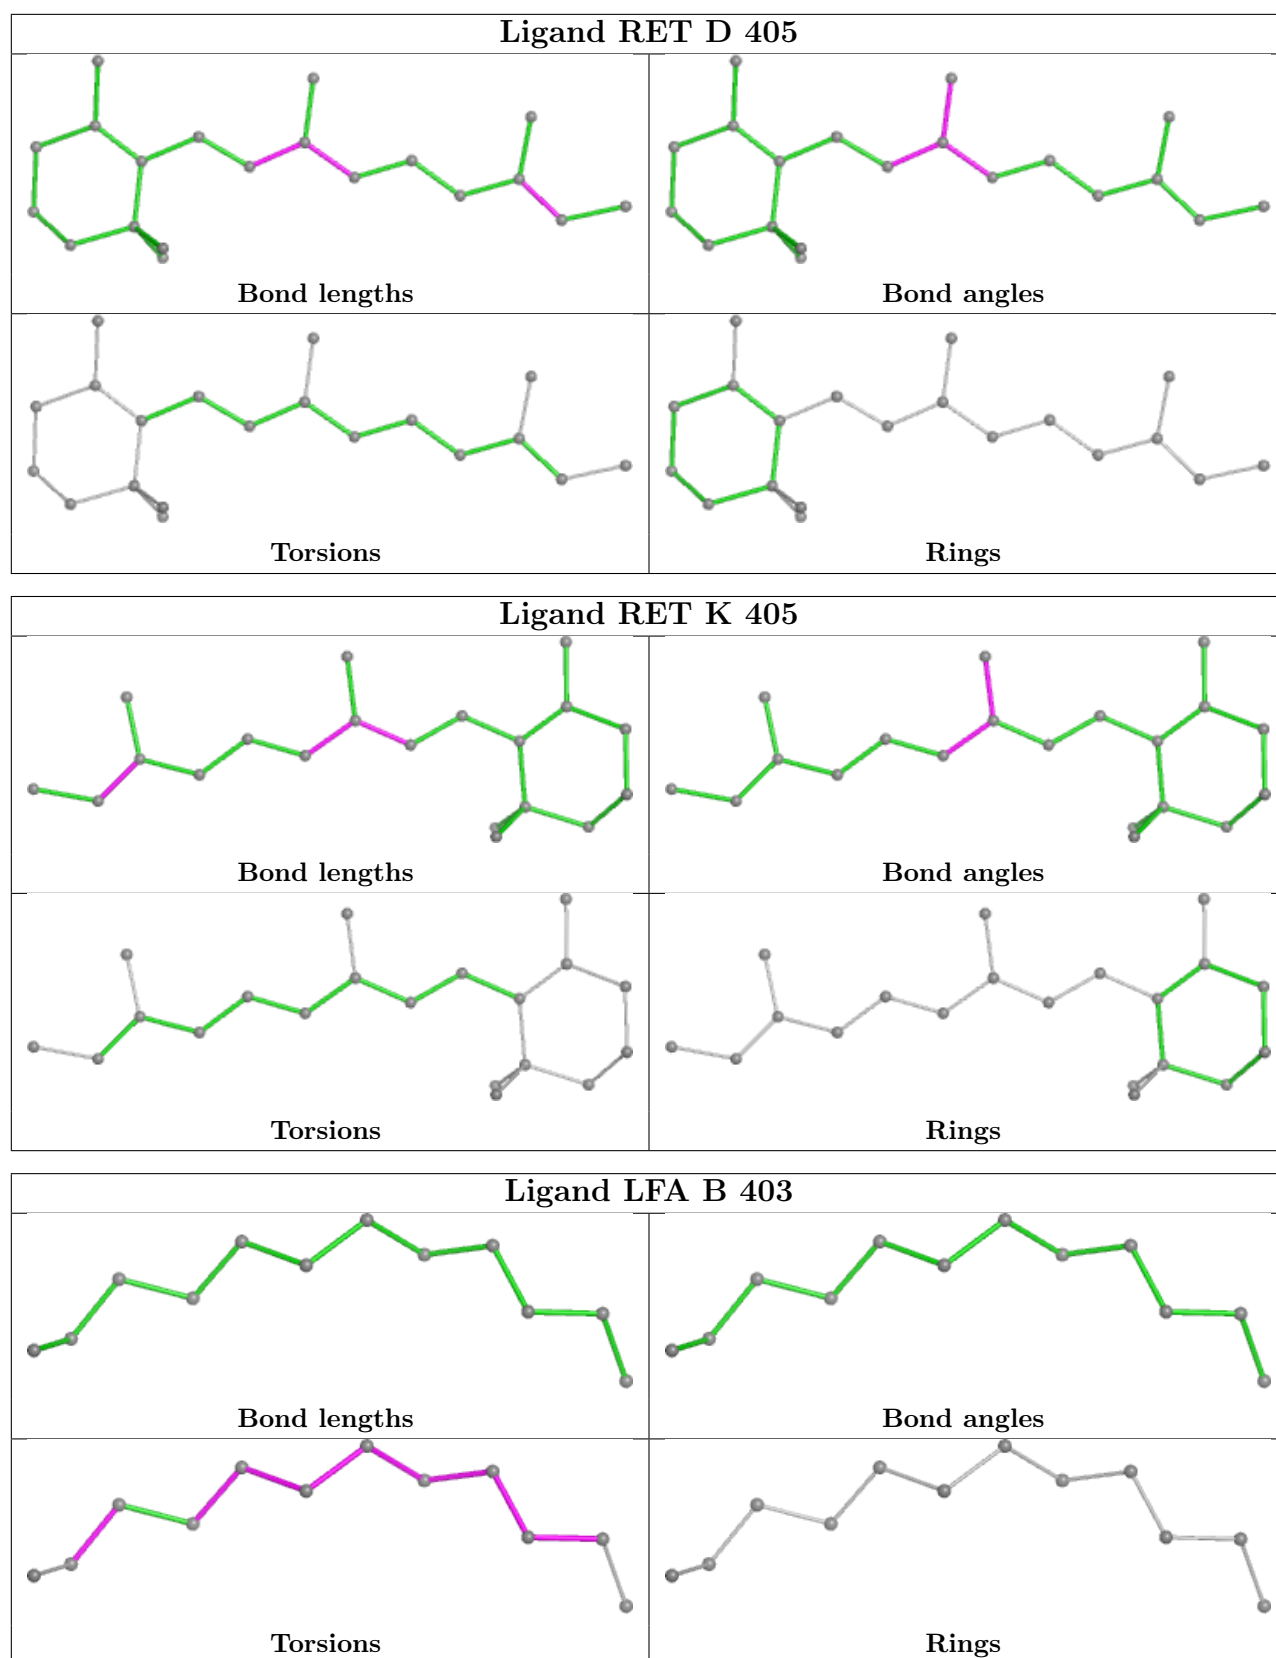 Ligand RET D 405
Bond lengths
Bond angles
Torsions
Rings
Ligand RET K 405
Bond lengths
Bond angles
Torsions
Rings
Ligand LFA B 403
Bond lengths
Bond angles
Torsions
Rings